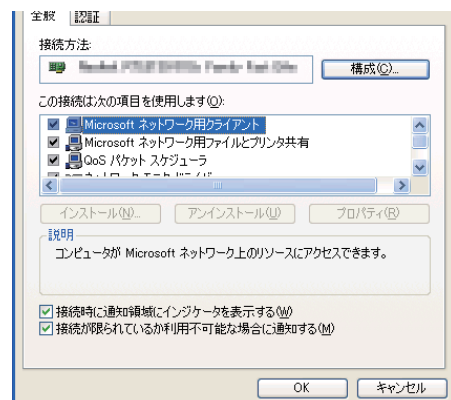 全般 認証
接続方法:
構成(C)...
この接続は次の項目を使用します(O):
Microsoft ネットワーク用クライアント
Microsoft ネットワーク用ファイルとプリンタ共有
QoS パケット スケジューラ
インストール(N)... アンインストール(U) プロパティ(R)
説明
コンピュータが Microsoft ネットワーク上のリソースにアクセスできます。
接続時に通知領域にインジケータを表示する(W)
接続が限られているか利用不可能な場合に通知する(M)
OK キャンセル